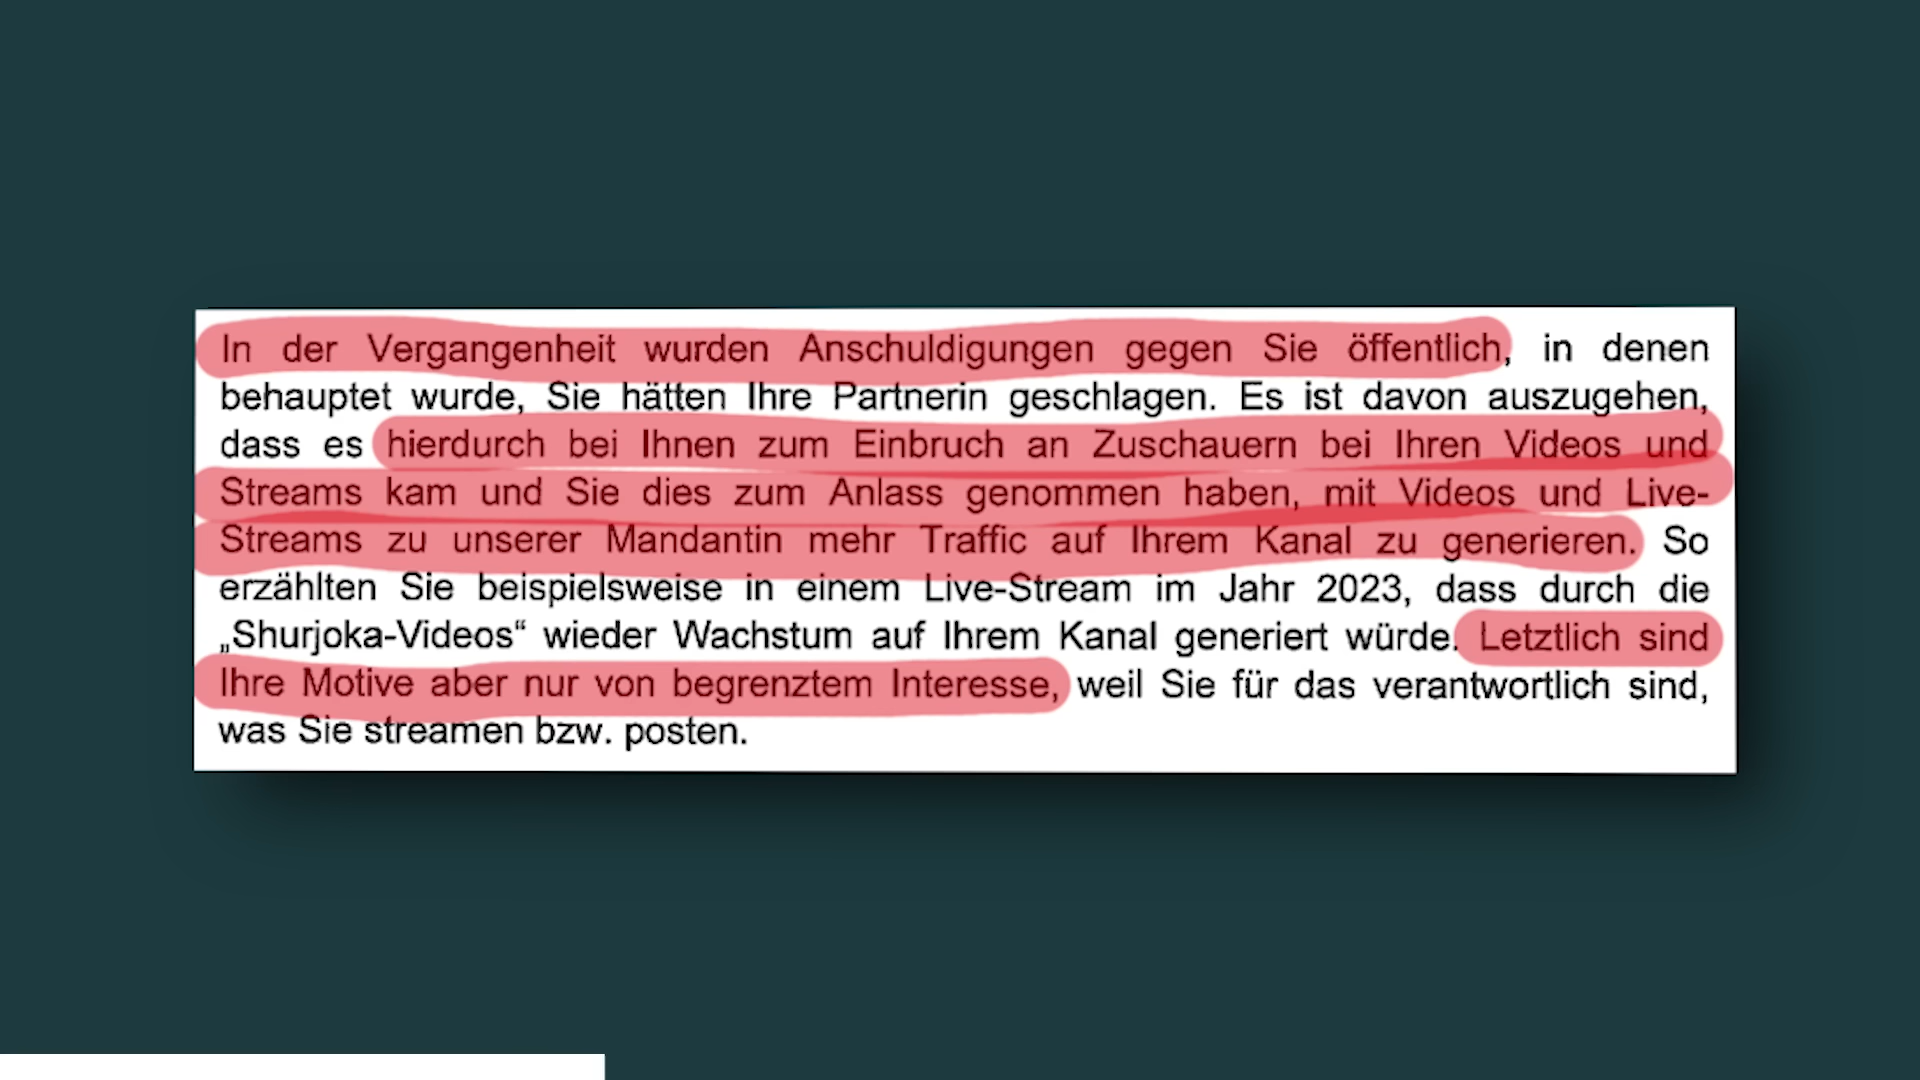 In der Vergangenheit wurden Anschuldigungen gegen Sie öffentlich, in denen
behauptet wurde, Sie hätten Ihre Partnerin geschlagen. Es ist davon auszugehen,
dass es hierdurch bei Ihnen zum Einbruch an Zuschauern bei Ihren Videos und
Streams kam und Sie dies zum Anlass genommen haben, mit Videos und Live-
Streams zu unserer Mandantin mehr Traffic auf Ihrem Kanal zu generieren. So
erzählten Sie beispielsweise in einem Live-Stream im Jahr 2023, dass durch die
„Shurjoka-Videos“ wieder Wachstum auf Ihrem Kanal generiert würde. Letztlich sind
Ihre Motive aber nur von begrenztem Interesse, weil Sie für das verantwortlich sind,
was Sie streamen bzw. posten.